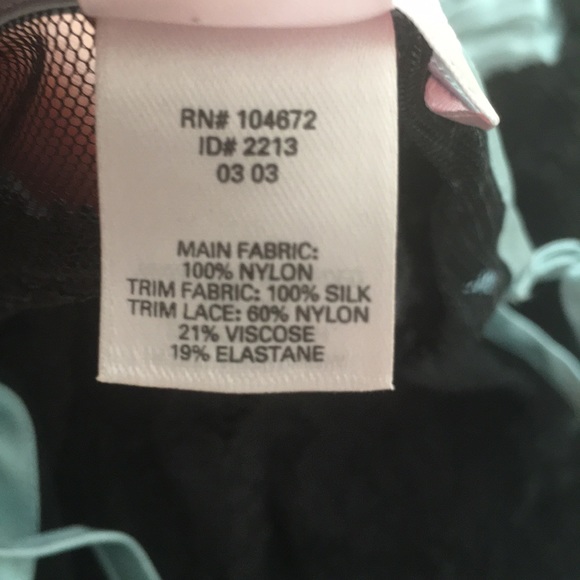 RN# 104672
ID# 2213
03 03
MAIN FABRIC:
100% NYLON
TRIM FABRIC: 100% SILK
TRIM LACE: 60% NYLON
21% VISCOSE
19% ELASTANE